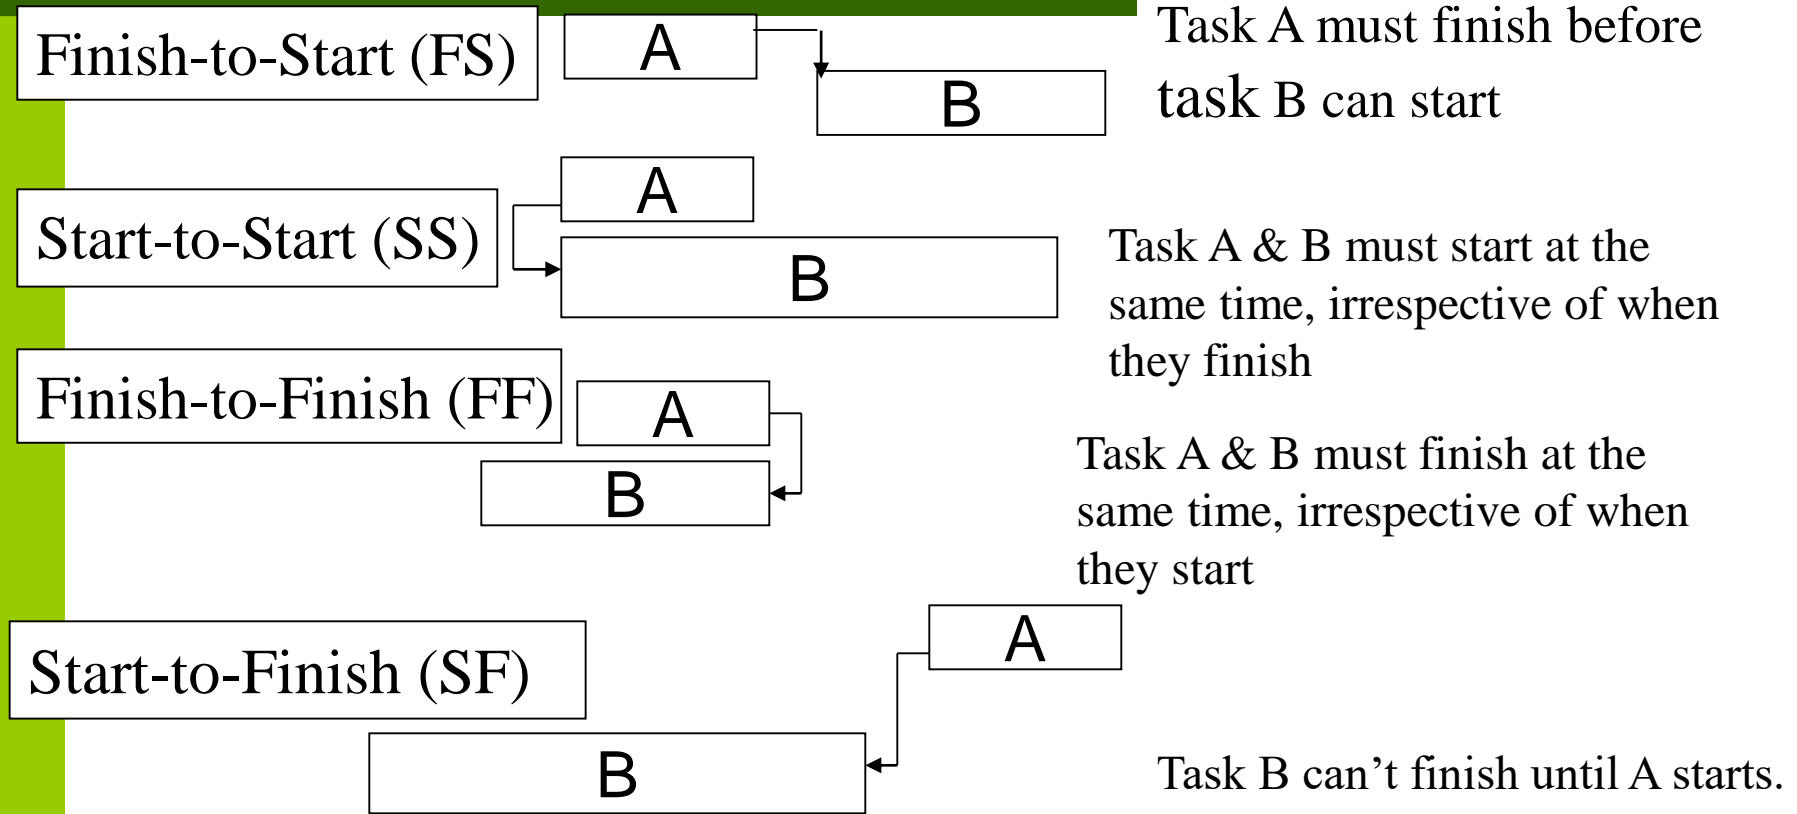 Finish-to-Start (FS)
A
B
Task A must finish before
task B can start
Start-to-Start (SS)
A
B
Task A & B must start at the
same time, irrespective of when
they finish
Finish-to-Finish (FF)
A
B
Task A & B must finish at the
same time, irrespective of when
they start
Start-to-Finish (SF)
A
B
Task B can’t finish until A starts.